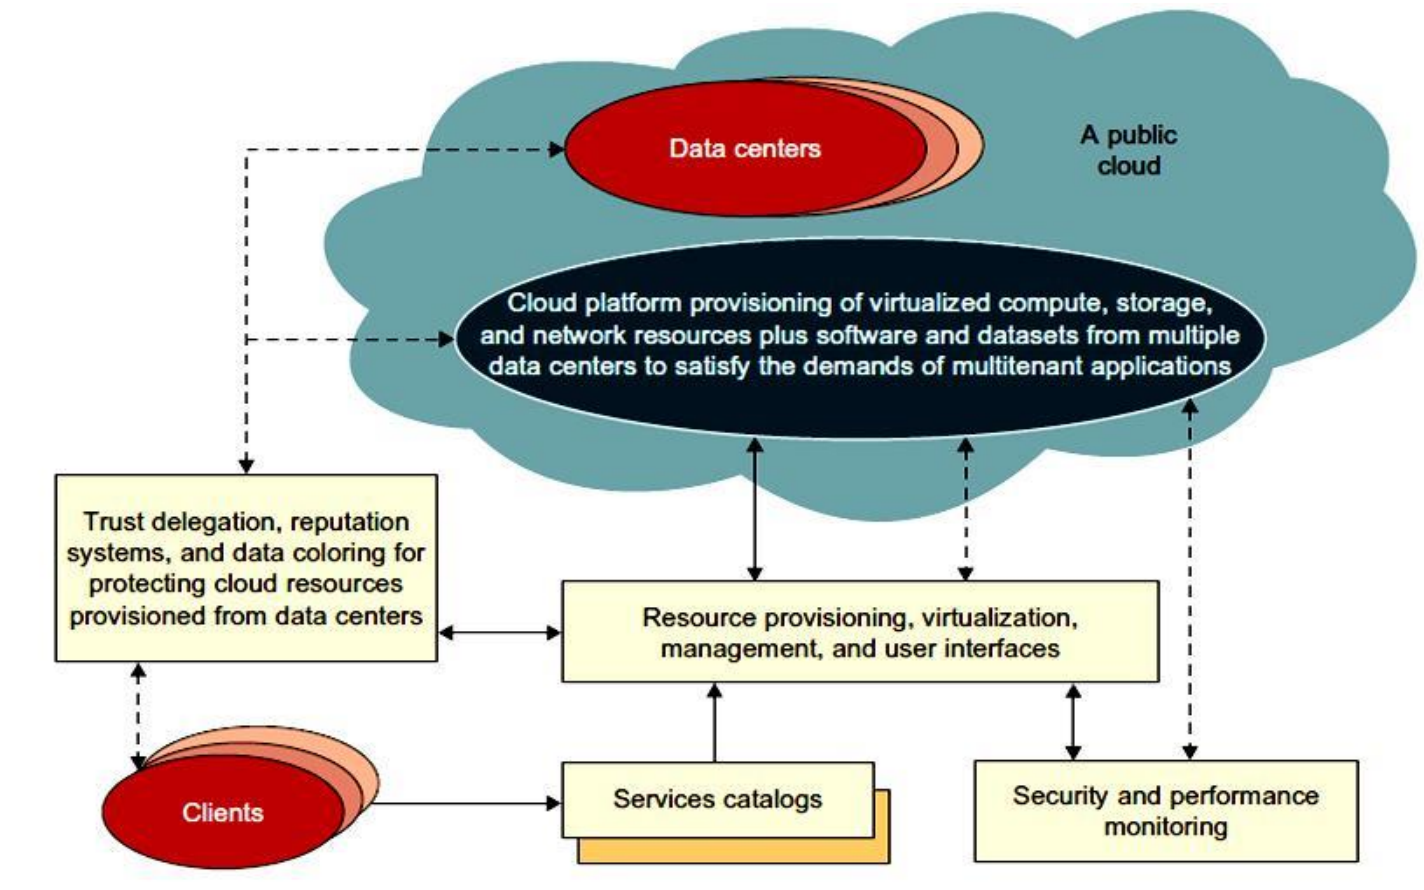 Data centers
A public
cloud
Cloud platform provisioning of virtualized compute, storage,
and network resources plus software and datasets from multiple
data centers to satisfy the demands of multitenant applications
Trust delegation, reputation
systems, and data coloring for
protecting cloud resources
provisioned from data centers
Resource provisioning, virtualization,
management, and user interfaces
Clients
Services catalogs
Security and performance
monitoring